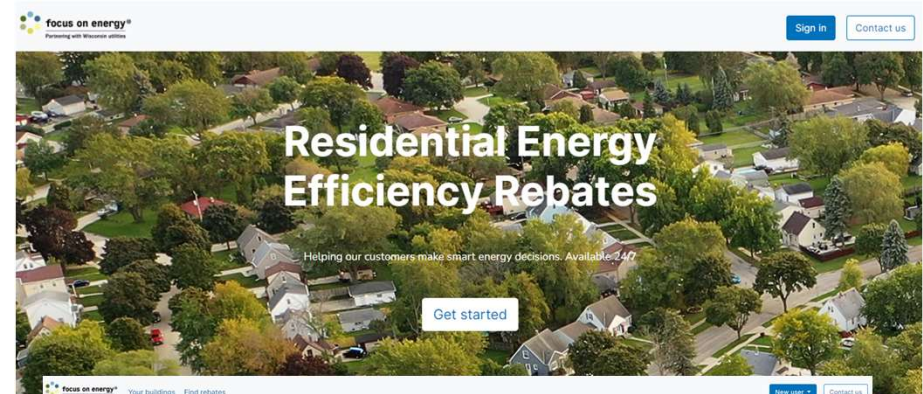 focus on energy®
Partnering with Wisconsin utilities
Sign in
Contact us
Residential Energy
Efficiency Rebates
Helping our customers make smart energy decisions. Available 24/7
Get started
focus on energy®
Your buildings
Find rebates
New user
Contact us